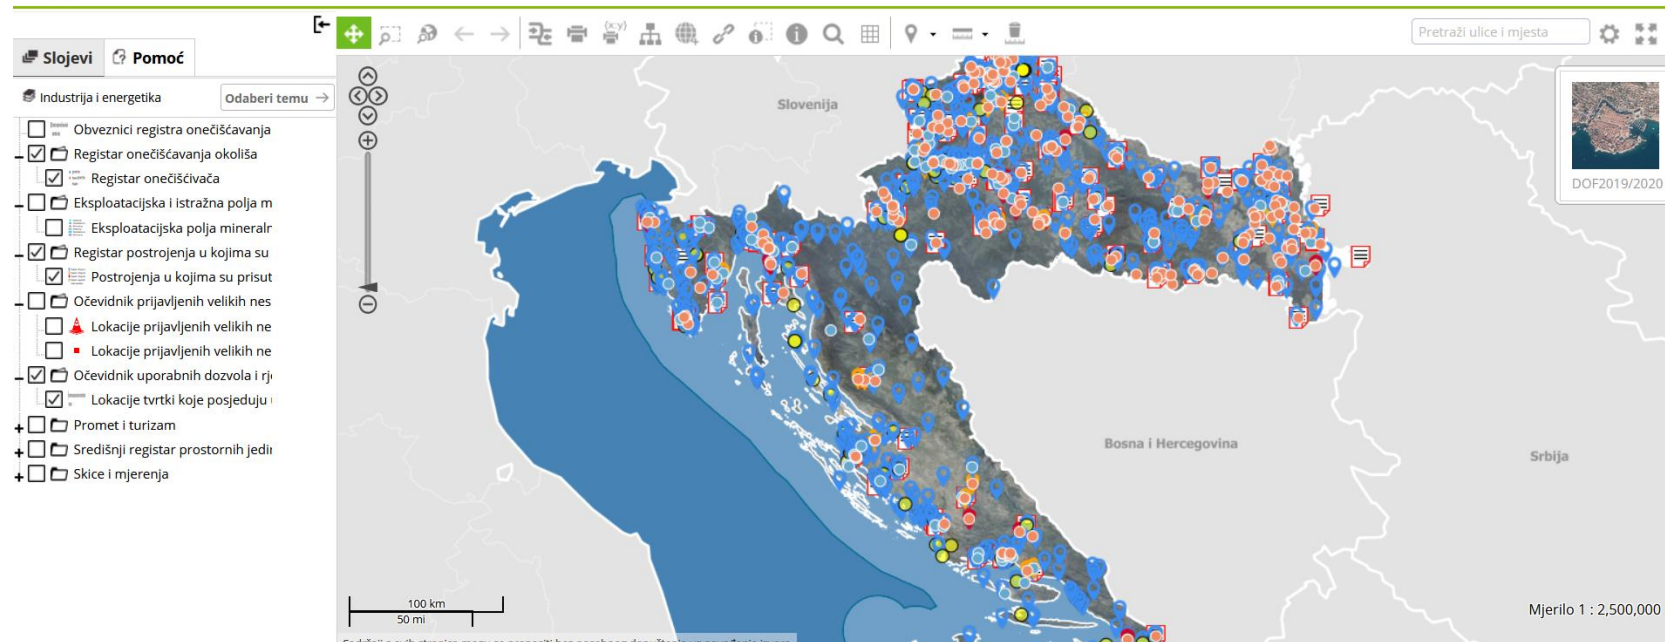 Slojevi
Pomoć
Pretraži ulice i mjesta
Industrija i energetika
Odaberi temu →
Obveznici registra onečišćavanja
Registar onečišćavanja okoliša
Registar onečišćivača
Eksploatacijska i istražna polja m
Eksploatacijska polja mineralr
Registar postrojenja u kojima su
Postrojenja u kojima su prisut
Očevidnik prijavljenih velikih nes
Lokacije prijavljenih velikih ne
Lokacije prijavljenih velikih ne
Očevidnik uporabnih dozvola i rj
Lokacije tvrtki koje posjeduju
Promet i turizam
Središnji registar prostornih jedi
Skice i mjerenja
Slovenija
DOF2019/2020
Bosna i Hercegovina
Srbija
100 km
50 mi
Mjerilo 1 : 2,500,000